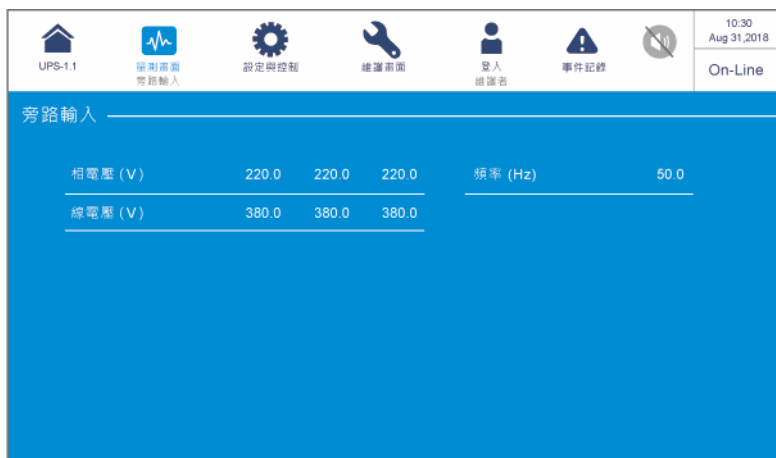 UPS-1.1
量測畫面
旁路輸入
設定與控制
維護畫面
登入
維護者
事件記錄
10:30
Aug 31,2018
On-Line
旁路輸入
相電壓 (V) 220.0 220.0 220.0
頻率 (Hz) 50.0
線電壓 (V) 380.0 380.0 380.0